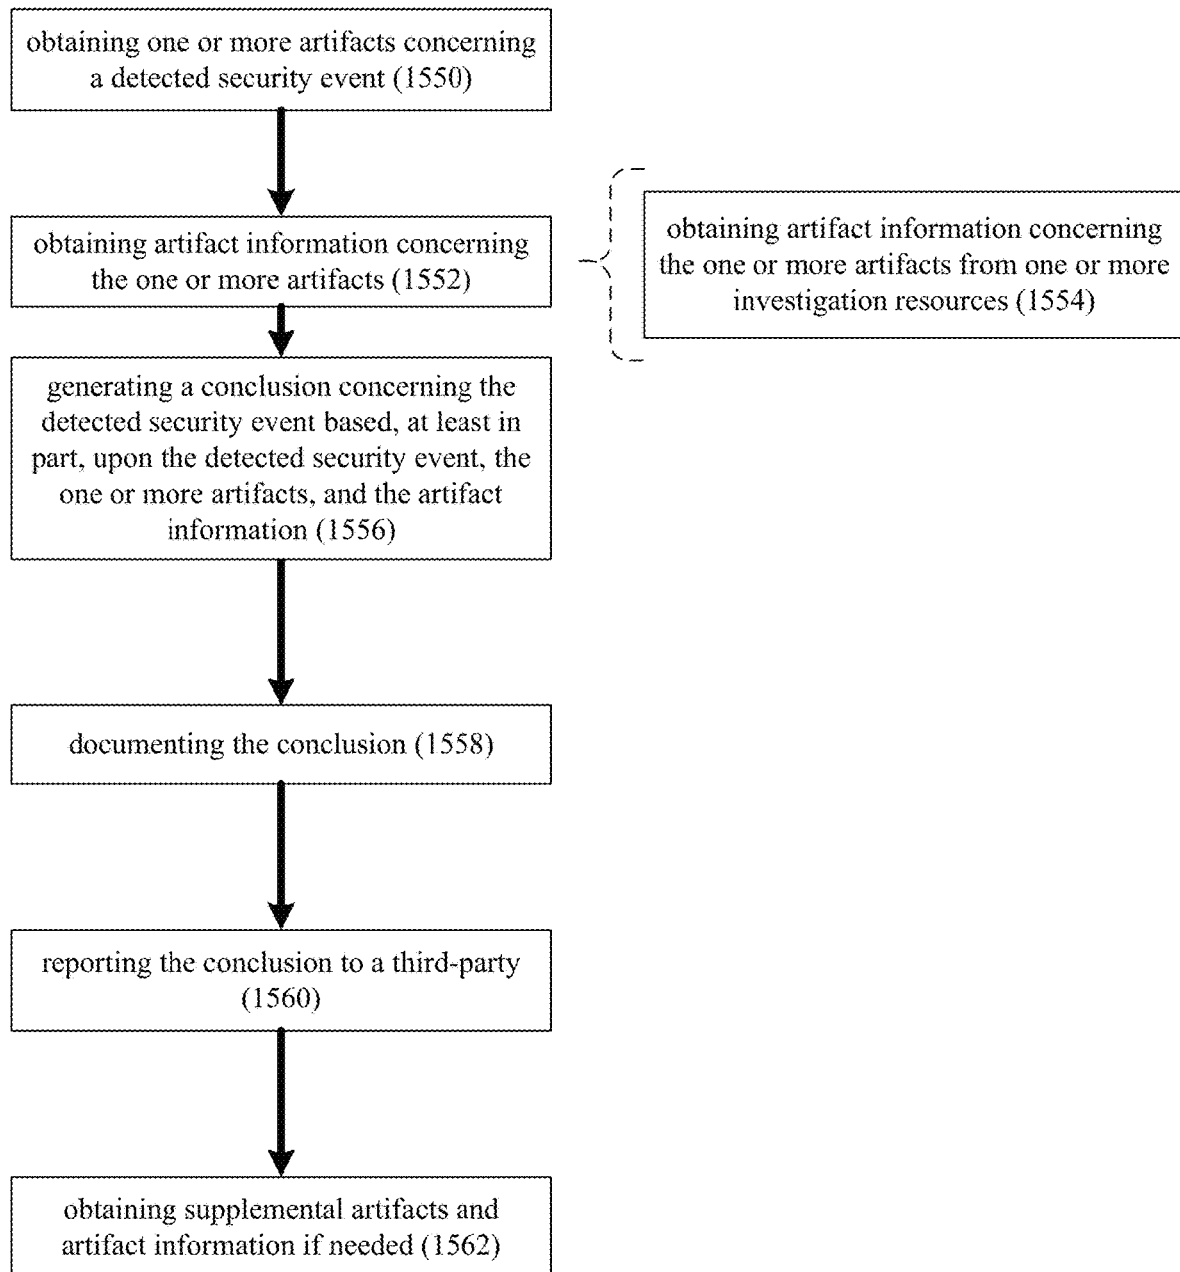 obtaining one or more artifacts concerning
a detected security event (1550)
obtaining artifact information concerning
the one or more artifacts (1552)
obtaining artifact information concerning
the one or more artifacts from one or more
investigation resources (1554)
generating a conclusion concerning the
detected security event based, at least in
part, upon the detected security event, the
one or more artifacts, and the artifact
information (1556)
documenting the conclusion (1558)
reporting the conclusion to a third-party
(1560)
obtaining supplemental artifacts and
artifact information if needed (1562)